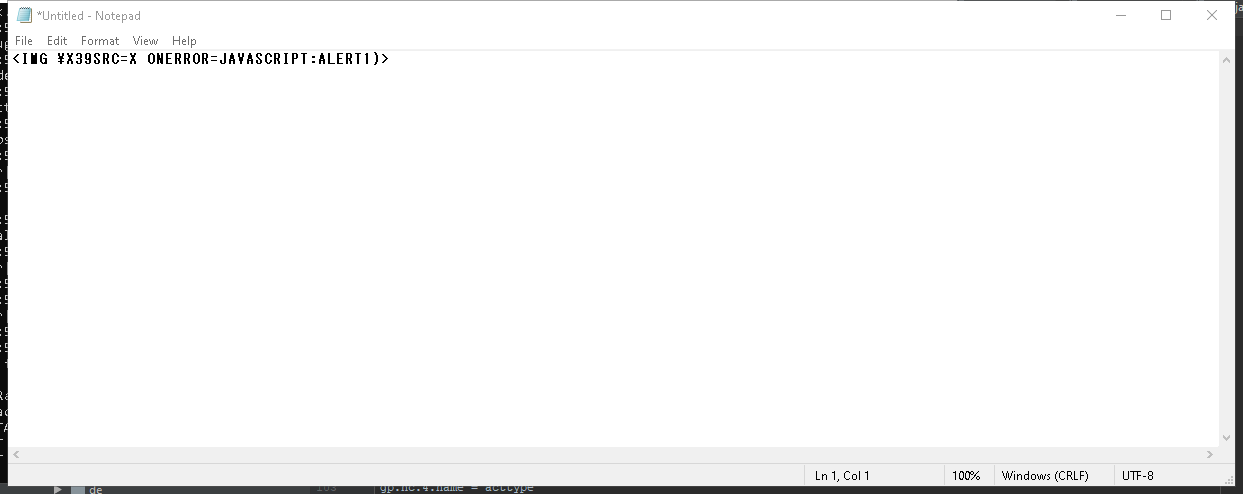 *Untitled - Notepad
File Edit Format View Help
<IMG ¥X39SRC=X ONERROR=JAVASCRIPT:ALERT1)>
Ln 1, Col 1 100% Windows (CRLF) UTF-8
de
gp.nc.4.name = acttype